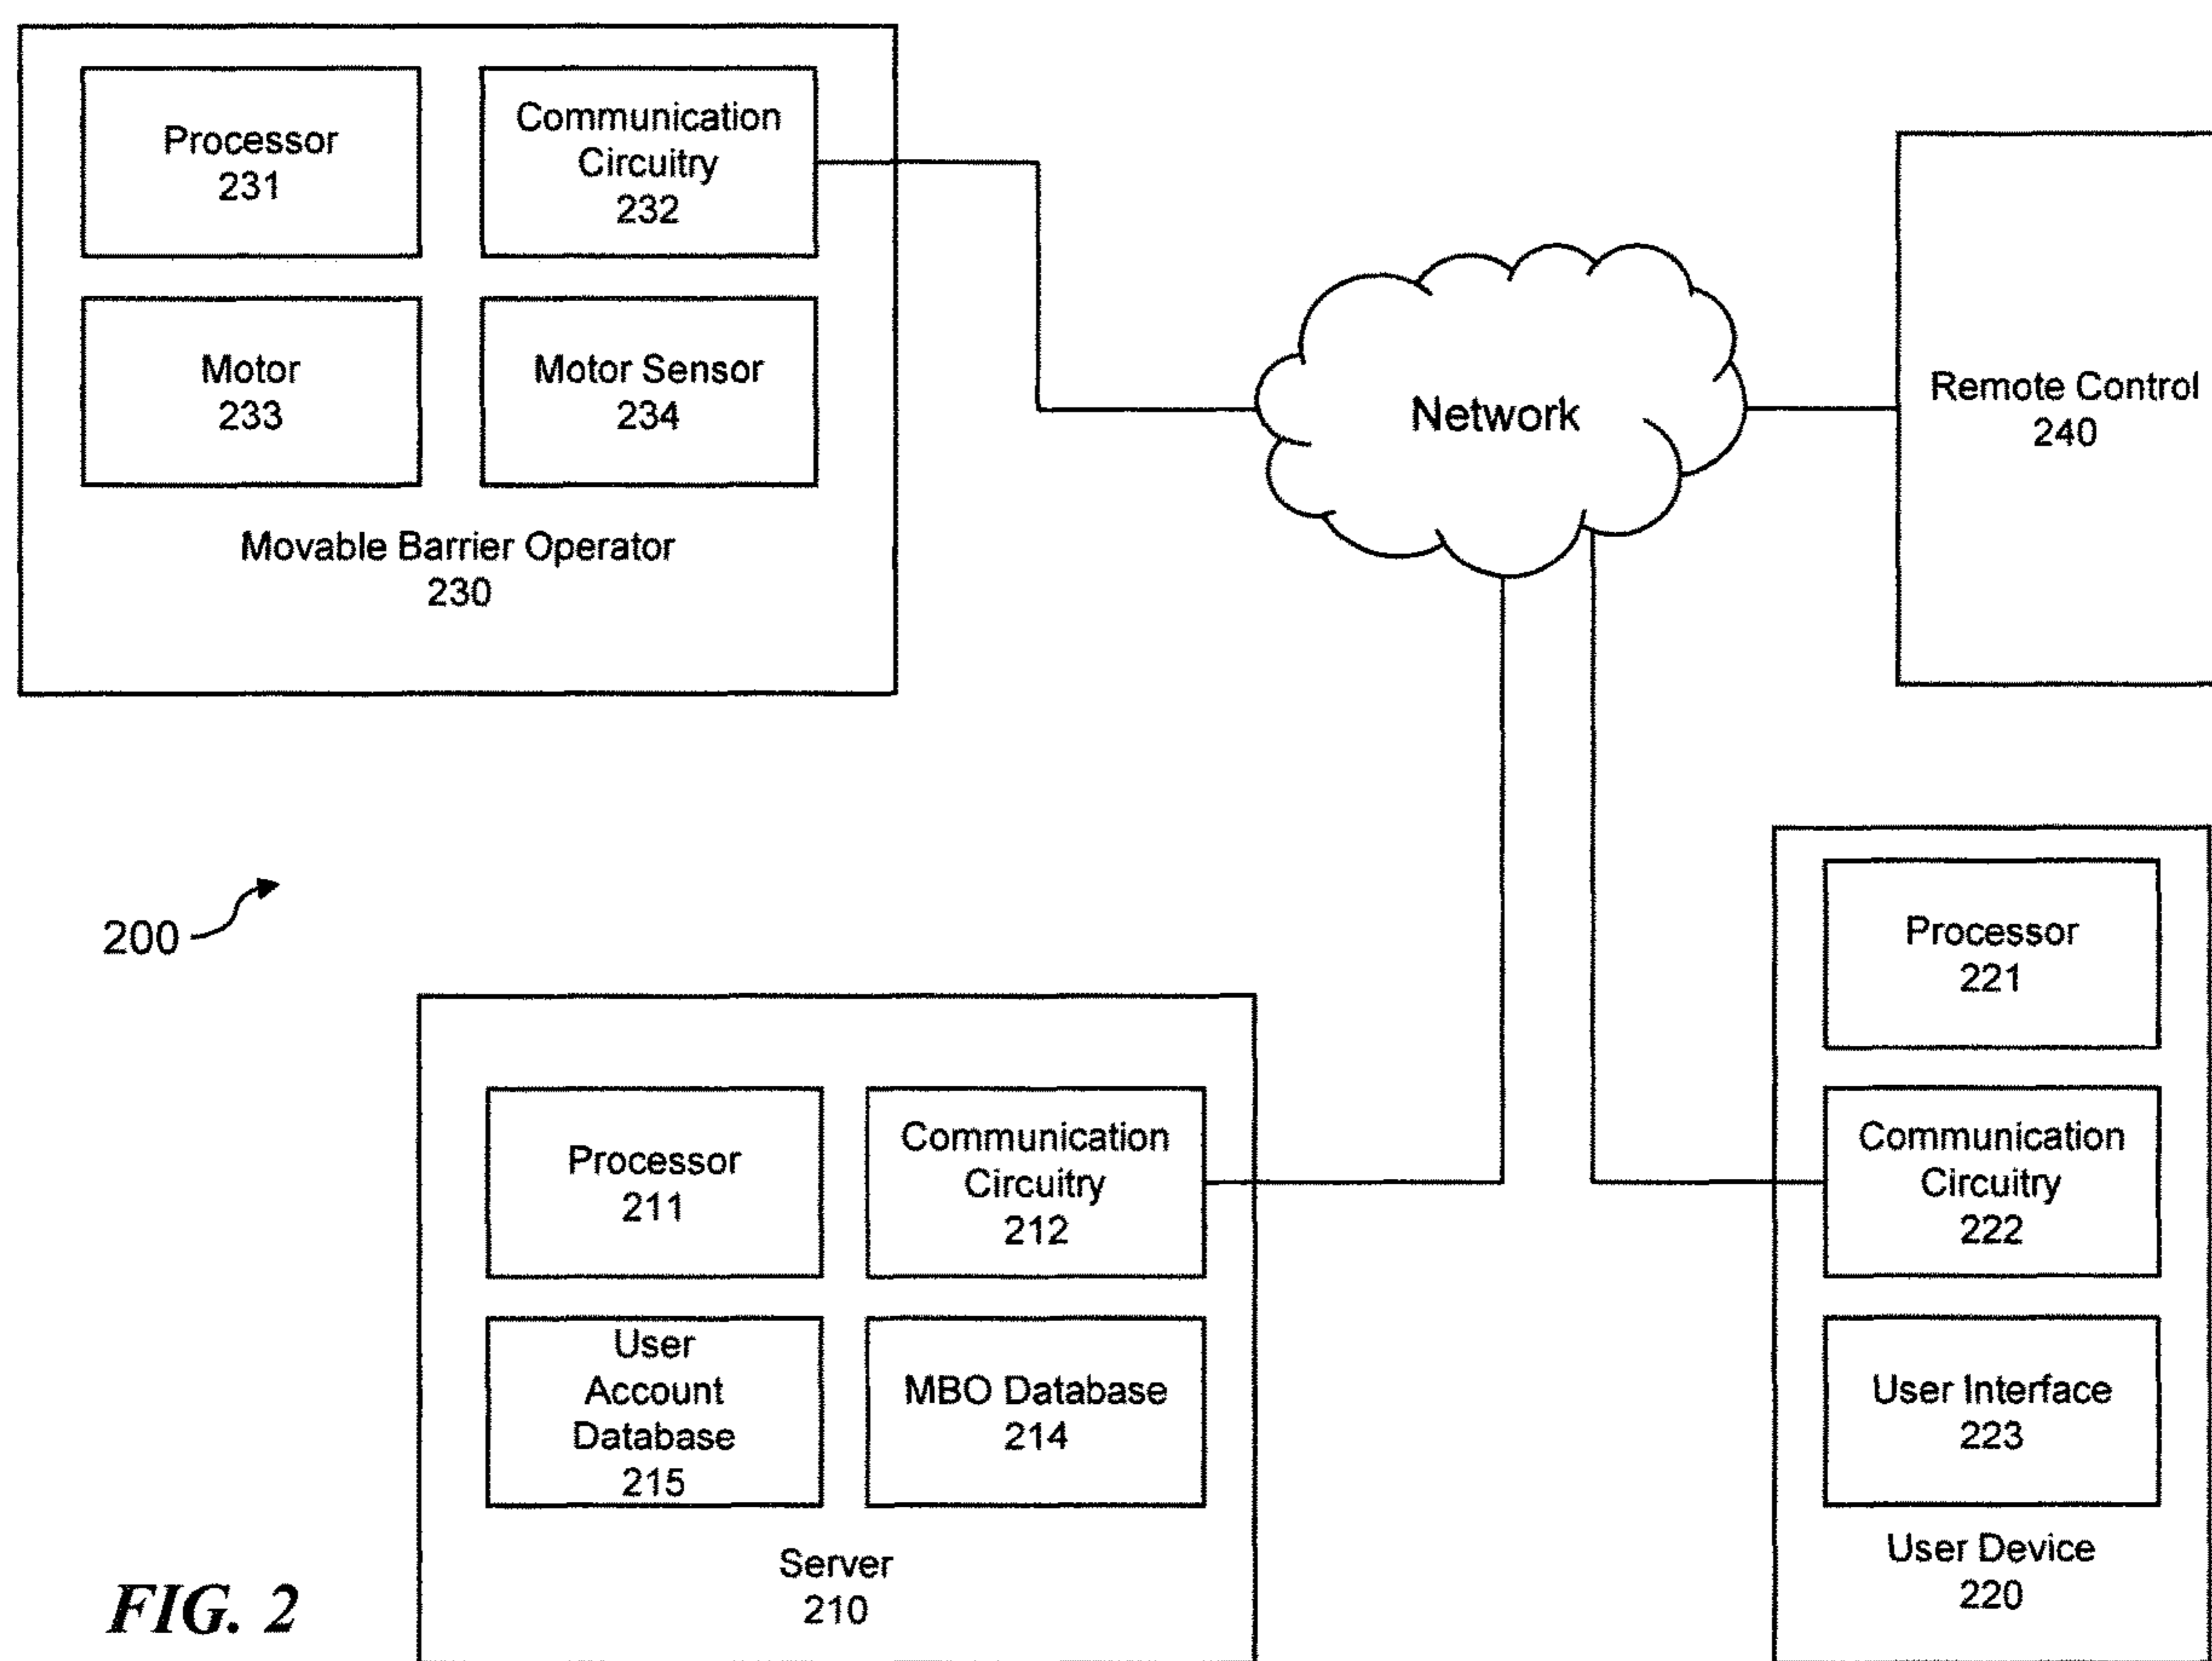 Processor
231
Communication
Circuitry
232
Motor
233
Motor Sensor
234
Movable Barrier Operator
230
Network
Remote Control
240
200
Processor
211
Communication
Circuitry
212
User
Account
Database
215
MBO Database
214
Server
210
Processor
221
Communication
Circuitry
222
User Interface
223
User Device
220
FIG. 2